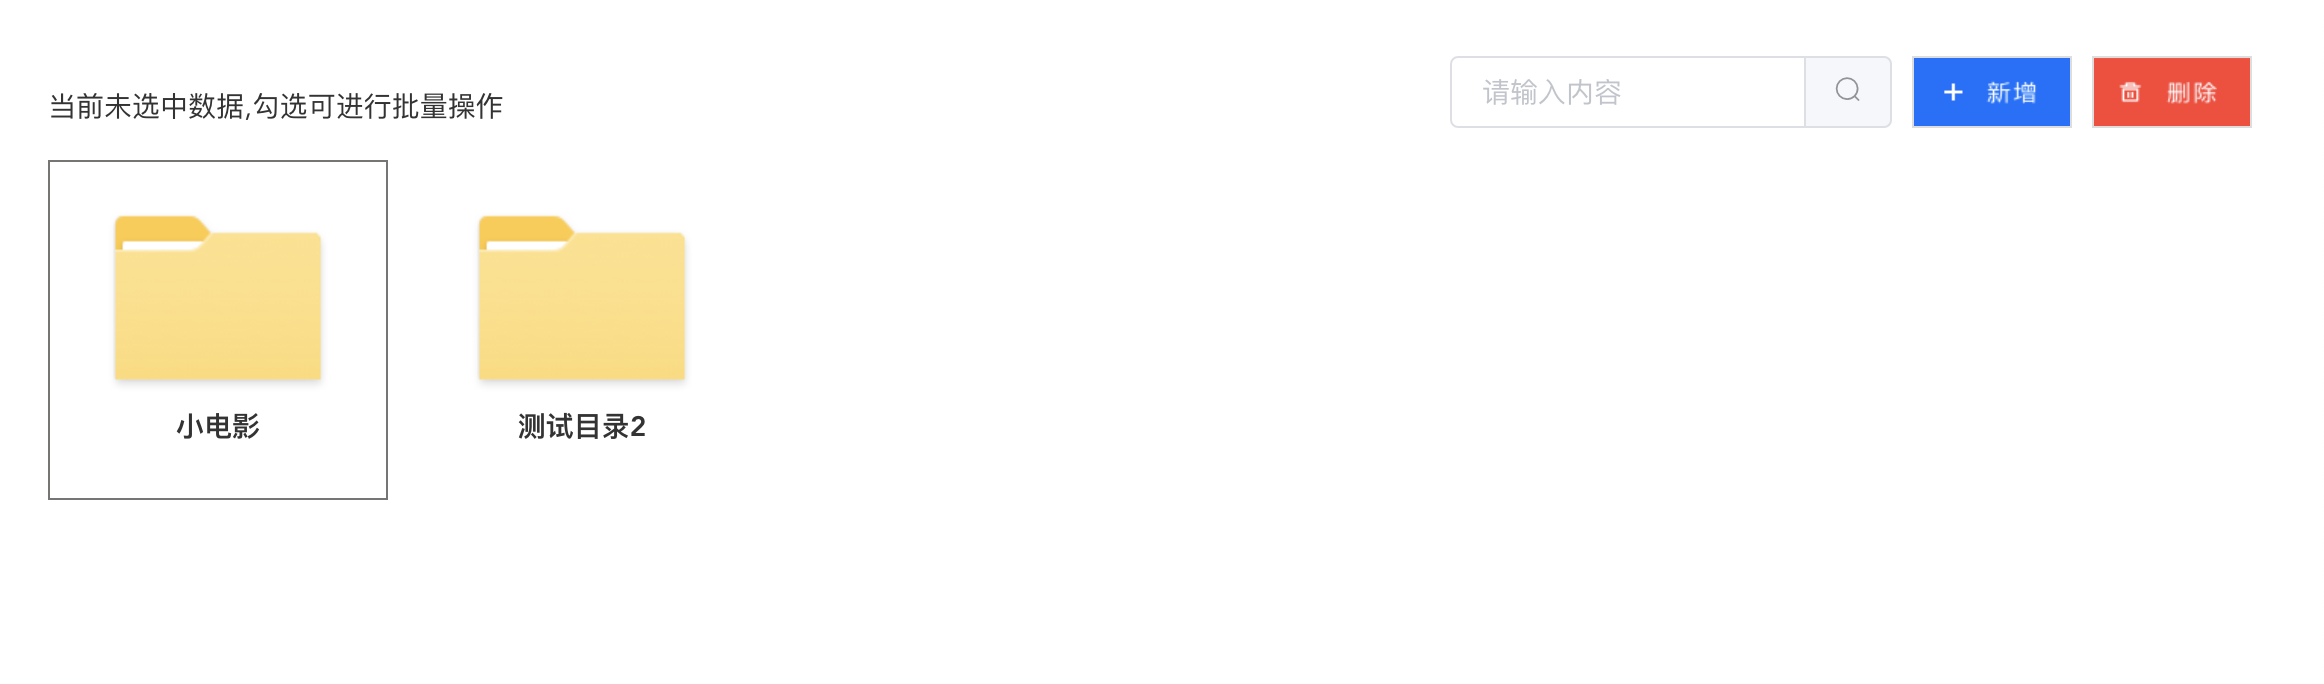 当前未选中数据,勾选可进行批量操作
请输入内容
新增
删除
小电影
测试目录2